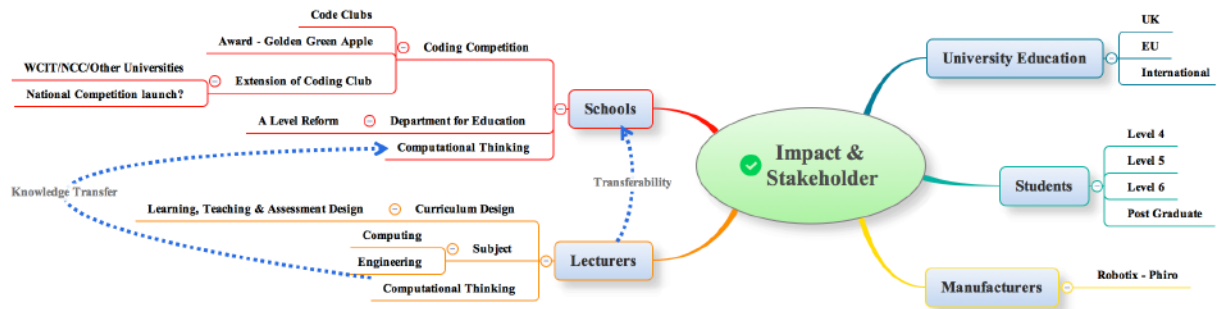 Code Clubs
Award - Golden Green Apple
Coding Competition
WCIT/NCC/Other Universities
Extension of Coding Club
National Competition launch?
Schools
A Level Reform
Department for Education
Computational Thinking
Knowledge Transfer
Transferability
Learning, Teaching & Assessment Design
Curriculum Design
Computing
Subject
Engineering
Lecturers
Computational Thinking
Impact &
Stakeholder
UK
University Education
EU
International
Level 4
Level 5
Students
Level 6
Post Graduate
Manufacturers
Robotix - Phiro